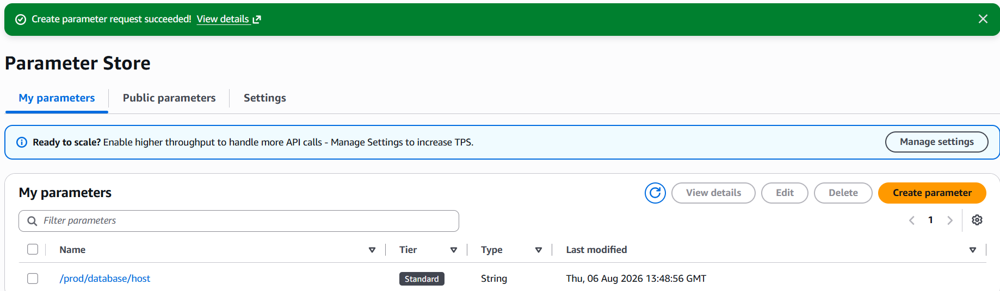 Create parameter request succeeded! View details
Parameter Store
My parameters Public parameters Settings
Ready to scale? Enable higher throughput to handle more API calls - Manage Settings to increase TPS. Manage settings
My parameters View details Edit Delete Create parameter
Filter parameters 1
Name Tier Type Last modified
/prod/database/host Standard String Thu, 06 Aug 2026 13:48:56 GMT